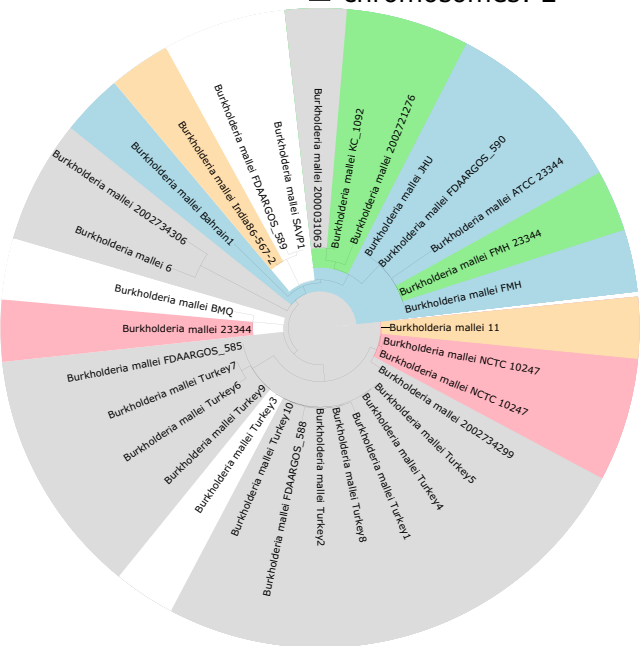 Burkholderia mallei 2000031063
Burkholderia mallei KC_1092
Burkholderia mallei 2002721276
Burkholderia mallei JHU
Burkholderia mallei FDAARGOS_590
Burkholderia mallei ATCC 23344
Burkholderia mallei FMH 23344
Burkholderia mallei FMH
Burkholderia mallei 11
Burkholderia mallei NCTC 10247
Burkholderia mallei NCTC 10247
Burkholderia mallei 2002734299
Burkholderia mallei Turkey5
Burkholderia mallei Turkey4
Burkholderia mallei Turkey1
Burkholderia mallei Turkey8
Burkholderia mallei Turkey2
Burkholderia mallei FDAARGOS_588
Burkholderia mallei Turkey10
Burkholderia mallei Turkey3
Burkholderia mallei Turkey9
Burkholderia mallei Turkey6
Burkholderia mallei Turkey7
Burkholderia mallei FDAARGOS_585
Burkholderia mallei 23344
Burkholderia mallei BMQ
Burkholderia mallei 6
Burkholderia mallei 2002734306
Burkholderia mallei Bahrain1
Burkholderia mallei India86-567-2
Burkholderia mallei FDAARGOS_589
Burkholderia mallei SAVP1